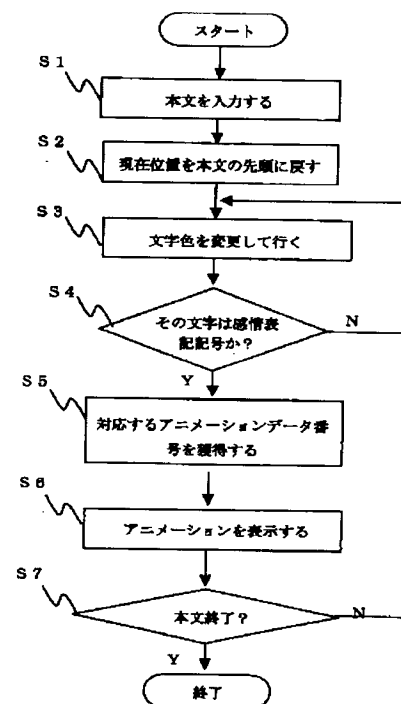 スタート
S1
本文を入力する
S2
現在位置を本文の先頭に戻す
S3
文字色を変更して行く
S4
その文字は感情表
記記号か?
N
Y
S5
対応するアニメーションデータ番
号を獲得する
S6
アニメーションを表示する
S7
本文終了?
N
Y
終了